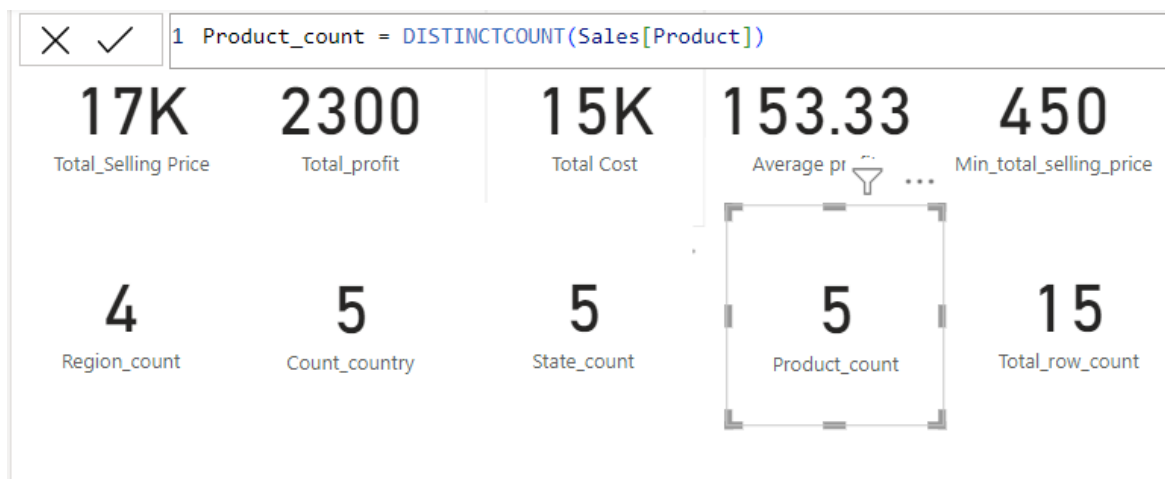 1 Product_count = DISTINCTCOUNT(Sales[Product])
17K 2300 15K 153.33 450
Total_Selling Price Total_profit Total Cost Average Min_total_selling_price
4 5 5 5 15
Region_count Count_country State_count Product_count Total_row_count